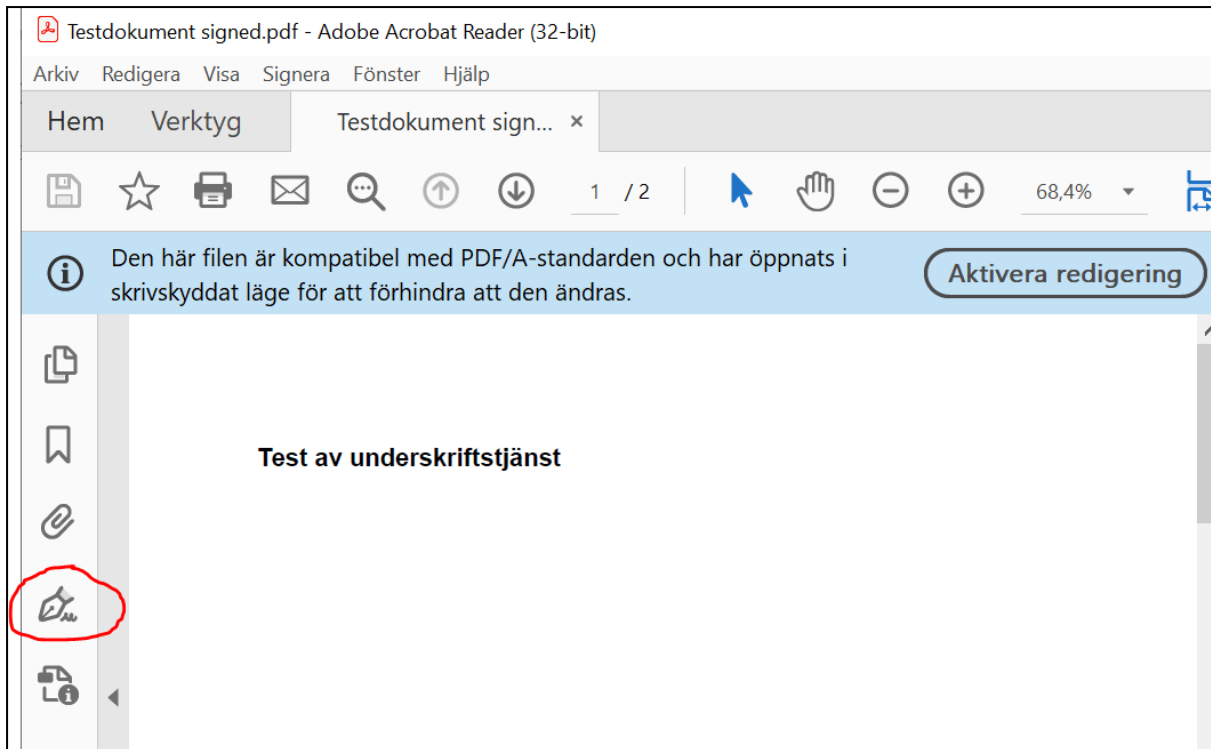 Testdokument signed.pdf - Adobe Acrobat Reader (32-bit)
Arkiv Redigera Visa Signera Fönster Hjälp
Hem Verktyg Testdokument sign... ×
1 / 2 68,4%
Den här filen är kompatibel med PDF/A-standarden och har öppnats i
skrivskyddat läge för att förhindra att den ändras.
Aktivera redigering
Test av underskriftstjänst